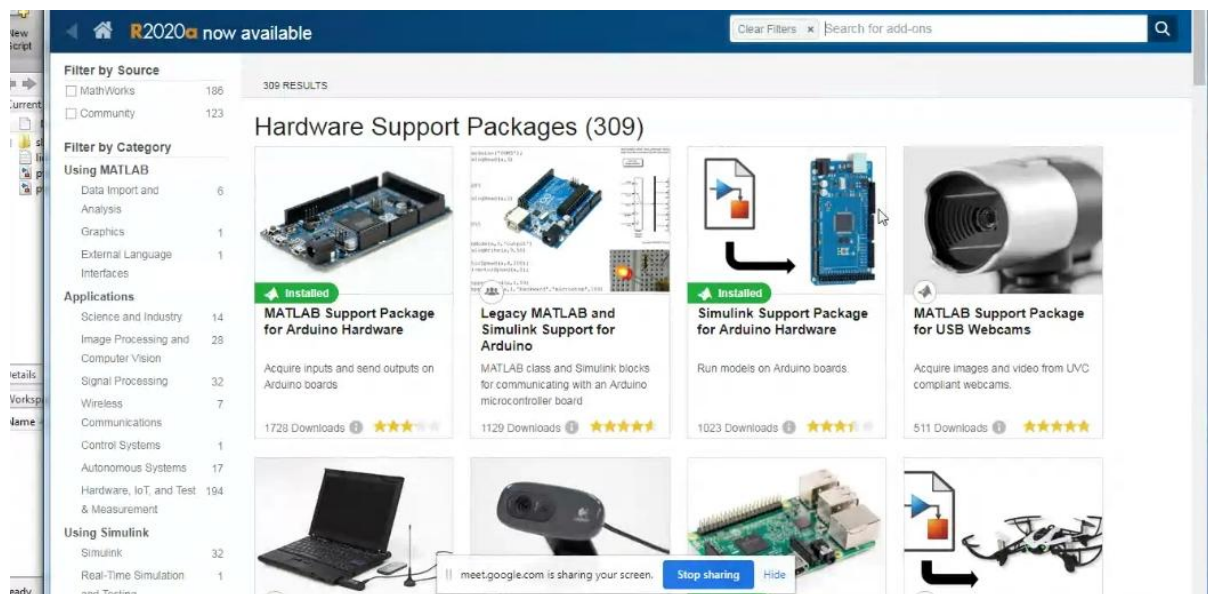 R2020a now available
Clear Filters × Search for add-ons
Filter by Source
MathWorks 186
Community 123
Filter by Category
Using MATLAB
Data Import and 6
Analysis
Graphics 1
External Language 1
Interfaces
Applications
Science and Industry 14
Image Processing and 28
Computer Vision
Signal Processing 32
Wireless 7
Communications
Control Systems 1
Autonomous Systems 17
Hardware, IoT, and Test 194
& Measurement
Using Simulink
Simulink 32
Real-Time Simulation 1
and Testing
309 RESULTS
Hardware Support Packages (309)
Installed
MATLAB Support Package
for Arduino Hardware
Acquire inputs and send outputs on
Arduino boards
1728 Downloads
Legacy MATLAB and
Simulink Support for
Arduino
MATLAB class and Simulink blocks
for communicating with an Arduino
microcontroller board
1129 Downloads
Installed
Simulink Support Package
for Arduino Hardware
Run models on Arduino boards.
1023 Downloads
MATLAB Support Package
for USB Webcams
Acquire images and video from UVC
compliant webcams.
511 Downloads
meet.google.com is sharing your screen.
Stop sharing
Hide